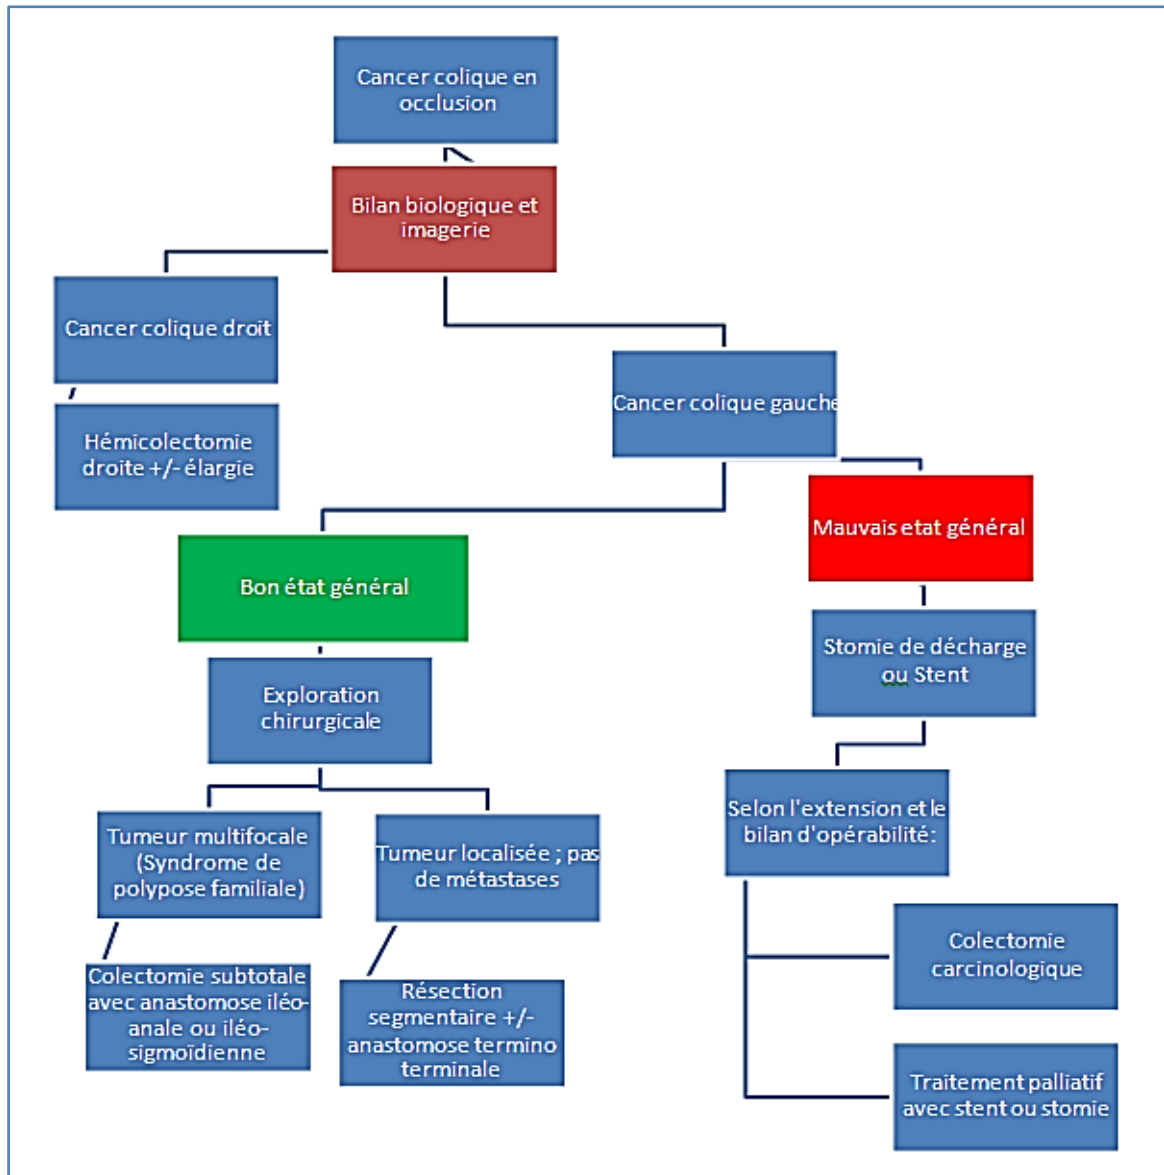 Cancer colique en
occlusion
Bilan biologique et
imagerie
Cancer colique droit
Hémicolectomie
droite +/- élargie
Cancer colique gauche
Bon état général
Mauvais etat général
Exploration
chirurgicale
Stomie de décharge
ou Stent
Tumeur multifocale
(Syndrome de
polypose familiale)
Tumeur localisée ; pas
de métastases
Selon l'extension et le
bilan d'opérabilité:
Colectomie subtotale
avec anastomose iléo-
anale ou iléo-
sigmoïdienne
Résection
segmentaire +/-
anastomose termino
terminale
Colectomie
carcinologique
Traitement palliatif
avec stent ou stomie